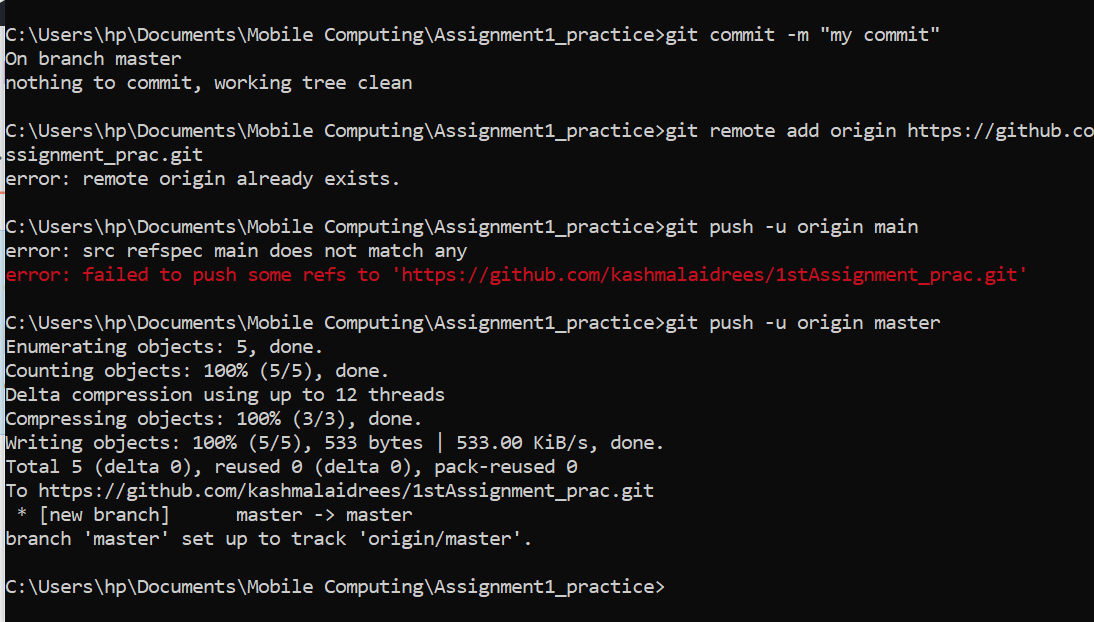 C:\Users\hp\Documents\Mobile Computing\Assignment1_practice>git commit -m "my commit"
On branch master
nothing to commit, working tree clean
C:\Users\hp\Documents\Mobile Computing\Assignment1_practice>git remote add origin https://github.co
ssignment_prac.git
error: remote origin already exists.
C:\Users\hp\Documents\Mobile Computing\Assignment1_practice>git push -u origin main
error: src refspec main does not match any
error: failed to push some refs to 'https://github.com/kashmalaidrees/1stAssignment_prac.git'
C:\Users\hp\Documents\Mobile Computing\Assignment1_practice>git push -u origin master
Enumerating objects: 5, done.
Counting objects: 100% (5/5), done.
Delta compression using up to 12 threads
Compressing objects: 100% (3/3), done.
Writing objects: 100% (5/5), 533 bytes | 533.00 KiB/s, done.
Total 5 (delta 0), reused 0 (delta 0), pack-reused 0
To https://github.com/kashmalaidrees/1stAssignment_prac.git
 * [new branch]      master -> master
branch 'master' set up to track 'origin/master'.
C:\Users\hp\Documents\Mobile Computing\Assignment1_practice>